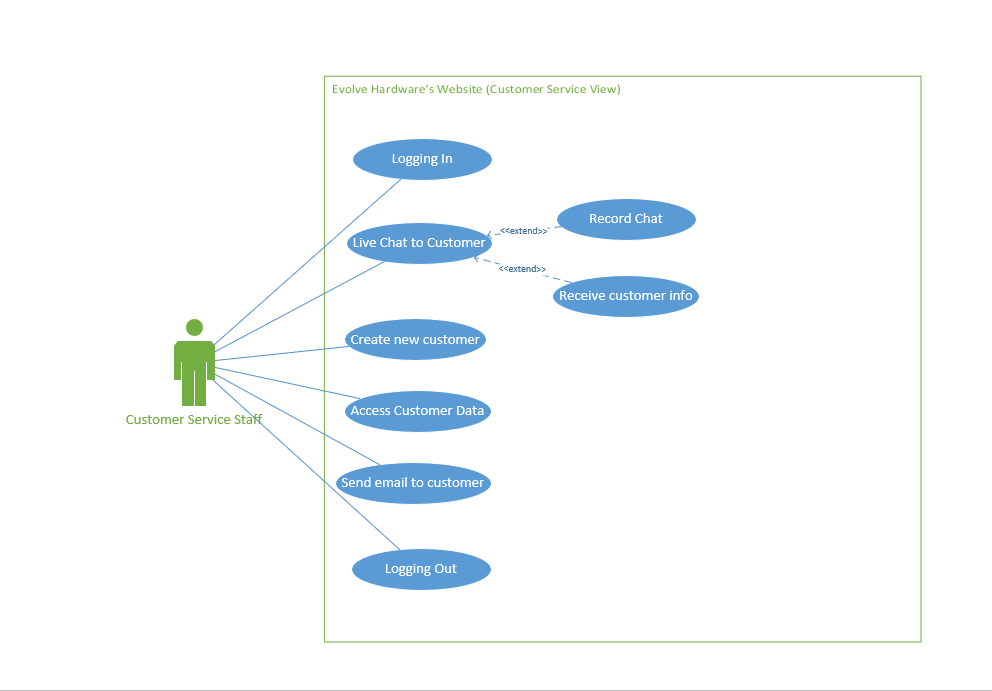 Evolve Hardware's Website (Customer Service View)
Logging In
Record Chat
<<extend>>
Live Chat to Customer
<<extend>>
Receive customer info
Create new customer
Access Customer Data
Customer Service Staff
Send email to customer
Logging Out